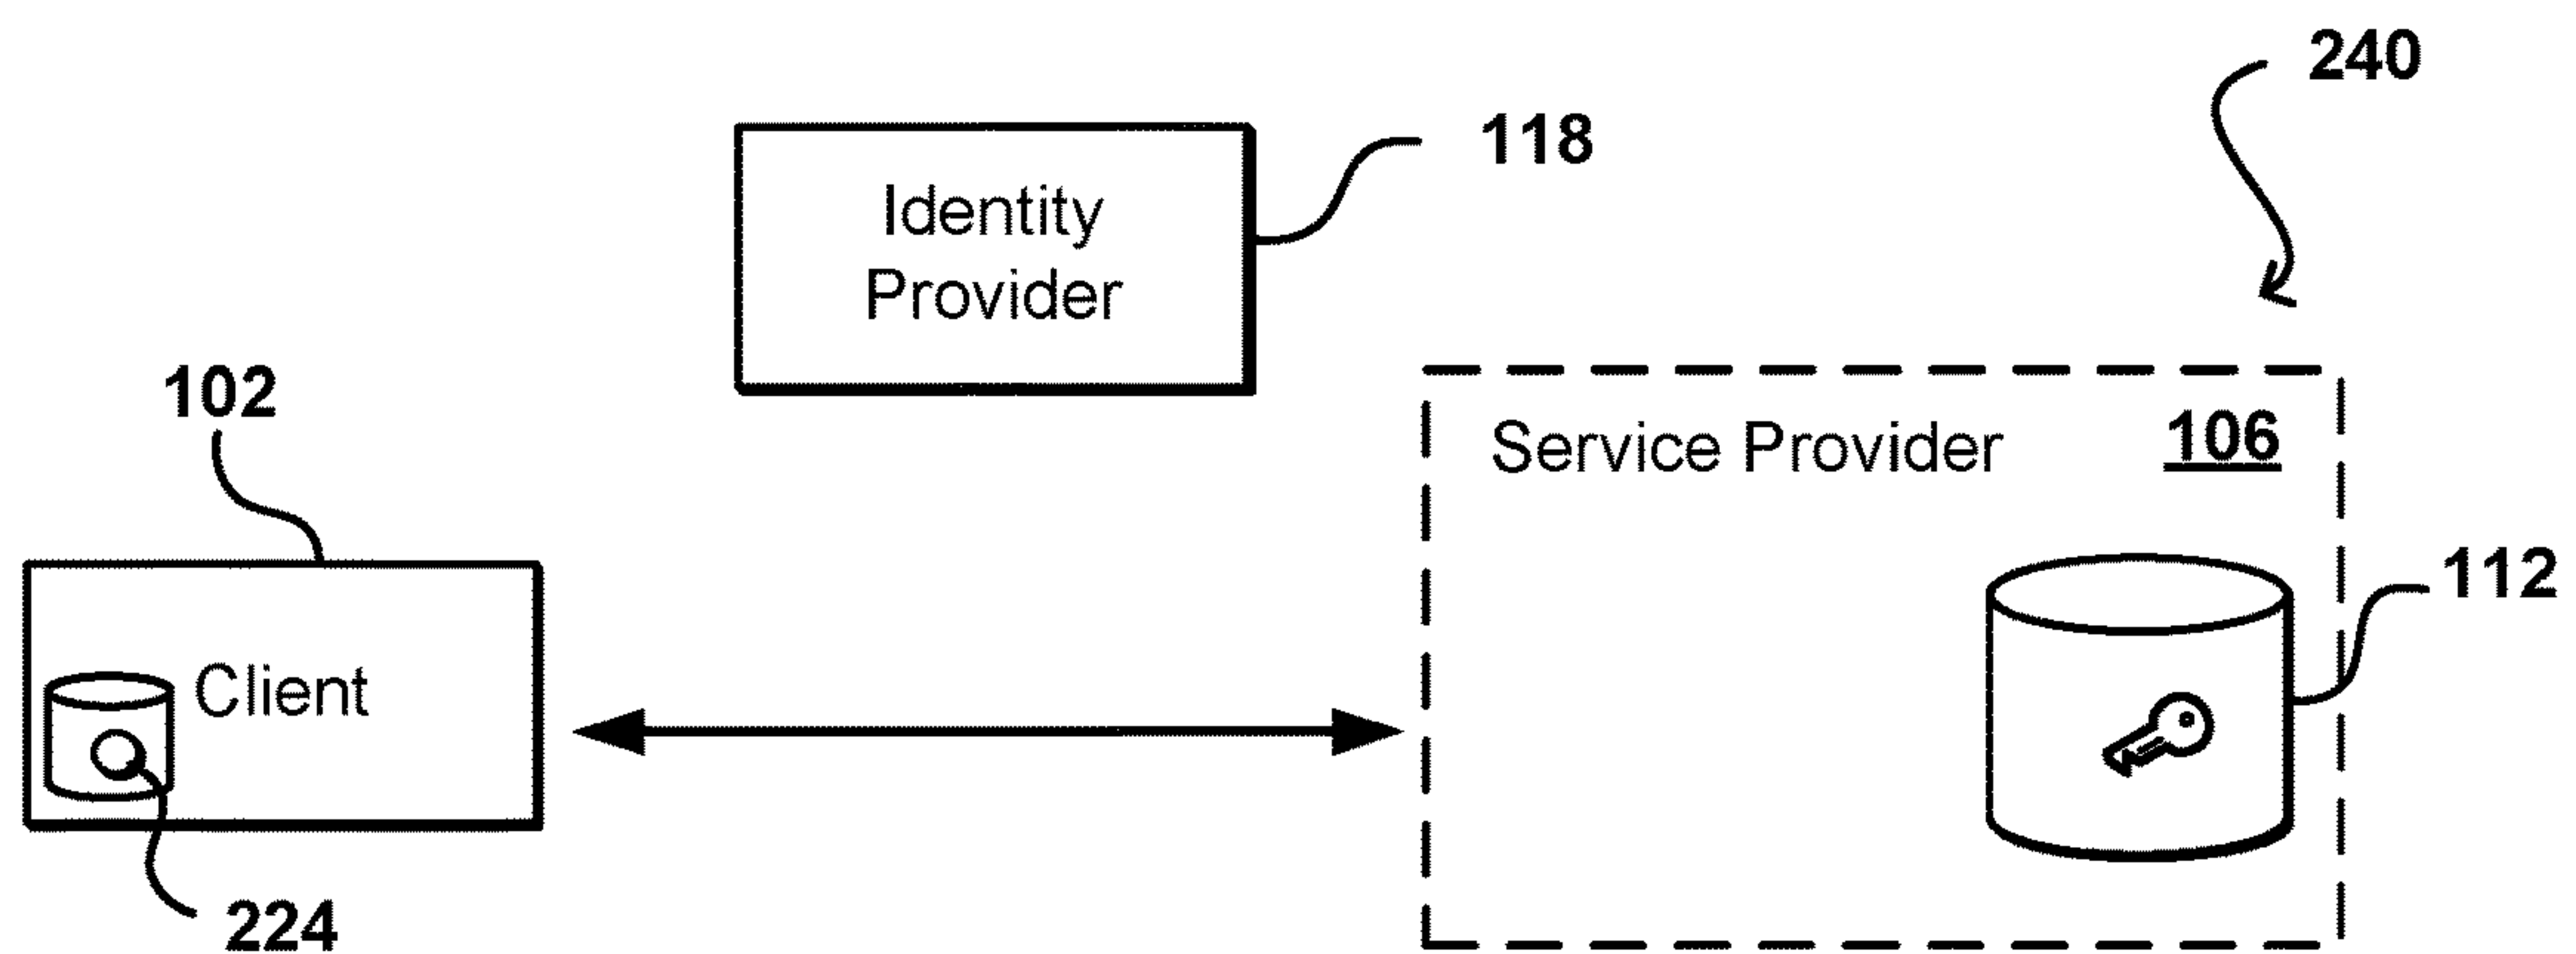 240
118
Identity
Provider
102
Service Provider
106
112
Client
224